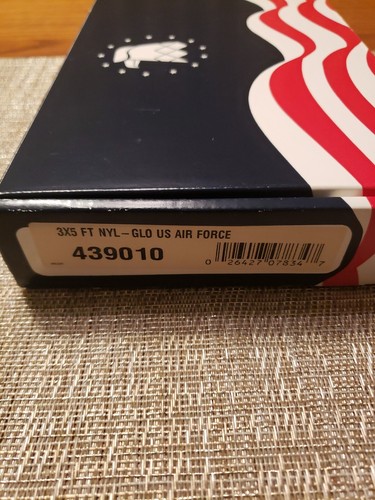 3X5 FT NYL-GLO US AIR FORCE
439010
0 26427 07834 7